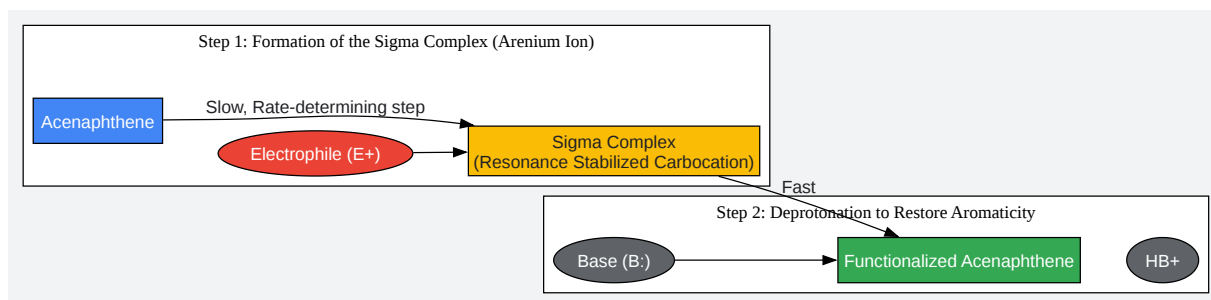 Step 1: Formation of the Sigma Complex (Arenium Ion)
Acenaphthene
Slow, Rate-determining step
Electrophile (E+)
Sigma Complex
(Resonance Stabilized Carbocation)
Fast
Step 2: Deprotonation to Restore Aromaticity
Base (B:)
Functionalized Acenaphthene
HB+